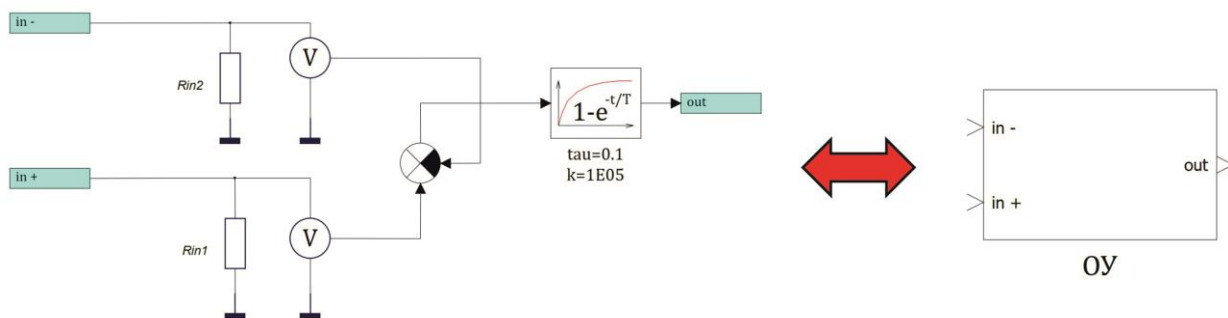 in -
Rin2
V
1-e-t/T
out
tau=0.1
k=1E05
in +
Rin1
V
in -
in +
out
ОУ